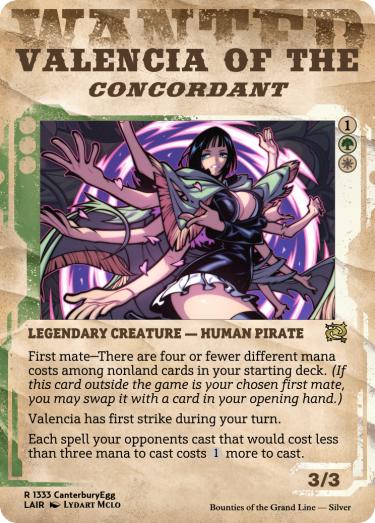 WANTED
VALENCIA OF THE
CONCORDANT
1
LEGENDARY CREATURE — HUMAN PIRATE
First mate—There are four or fewer different mana
costs among nonland cards in your starting deck. (If
this card outside the game is your chosen first mate,
you may swap it with a card in your opening hand.)
Valencia has first strike during your turn.
Each spell your opponents cast that would cost less
than three mana to cast costs 1 more to cast.
3/3
R 1333 CanterburyEgg
LAIR Lydart Mclo
Bounties of the Grand Line — Silver